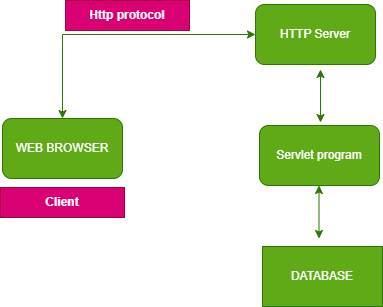 Http protocol
HTTP Server
WEB BROWSER
Servlet program
Client
DATABASE